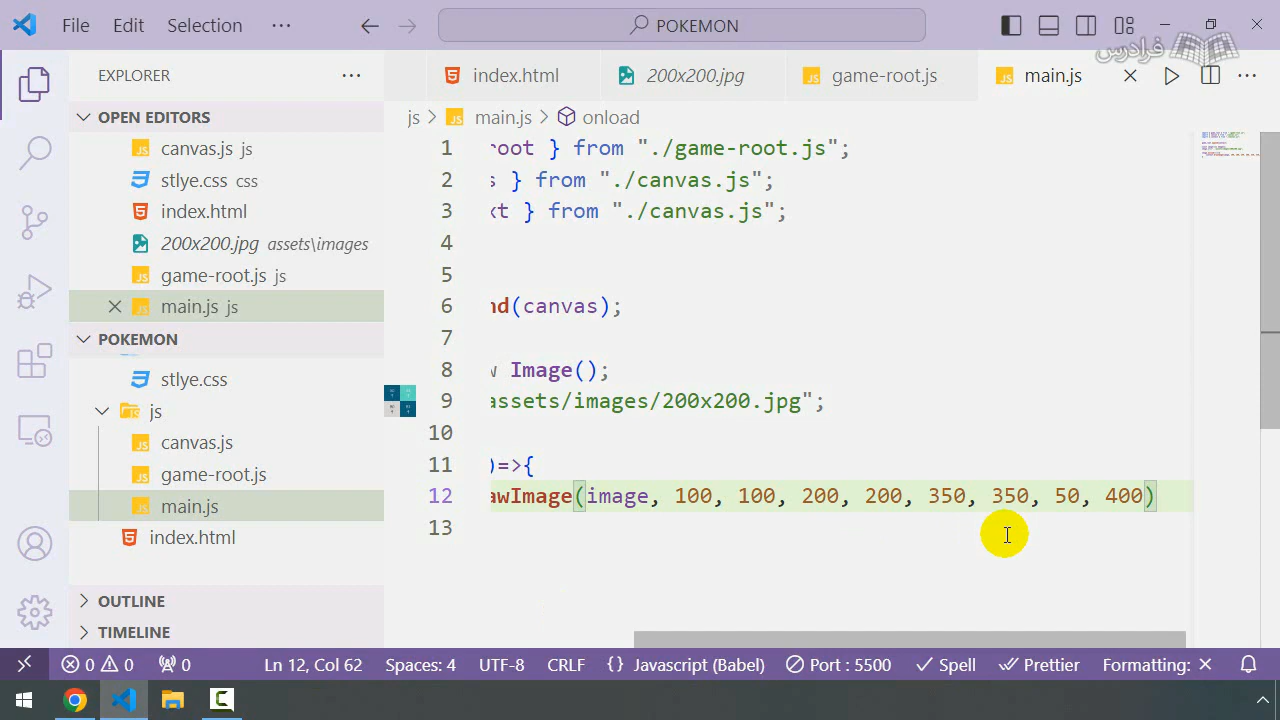 File Edit Selection ··· POKEMON
فرادرس
EXPLORER ···
index.html 200x200.jpg game-root.js main.js ···
OPEN EDITORS
js > main.js > onload
canvas.js js
stlye.css css
index.html
200x200.jpg assets\images
game-root.js js
main.js js
POKEMON
stlye.css
js
canvas.js
game-root.js
main.js
index.html
OUTLINE
TIMELINE
1 root } from "./game-root.js";
2 s } from "./canvas.js";
3 xt } from "./canvas.js";
4
5
6 nd(canvas);
7
8 w Image();
9 assets/images/200x200.jpg";
10
11 )=>{
12 awImage(image, 100, 100, 200, 200, 350, 350, 50, 400)
13
0 0 0 Ln 12, Col 62 Spaces: 4 UTF-8 CRLF {} Javascript (Babel) Port : 5500 Spell Prettier Formatting: ×